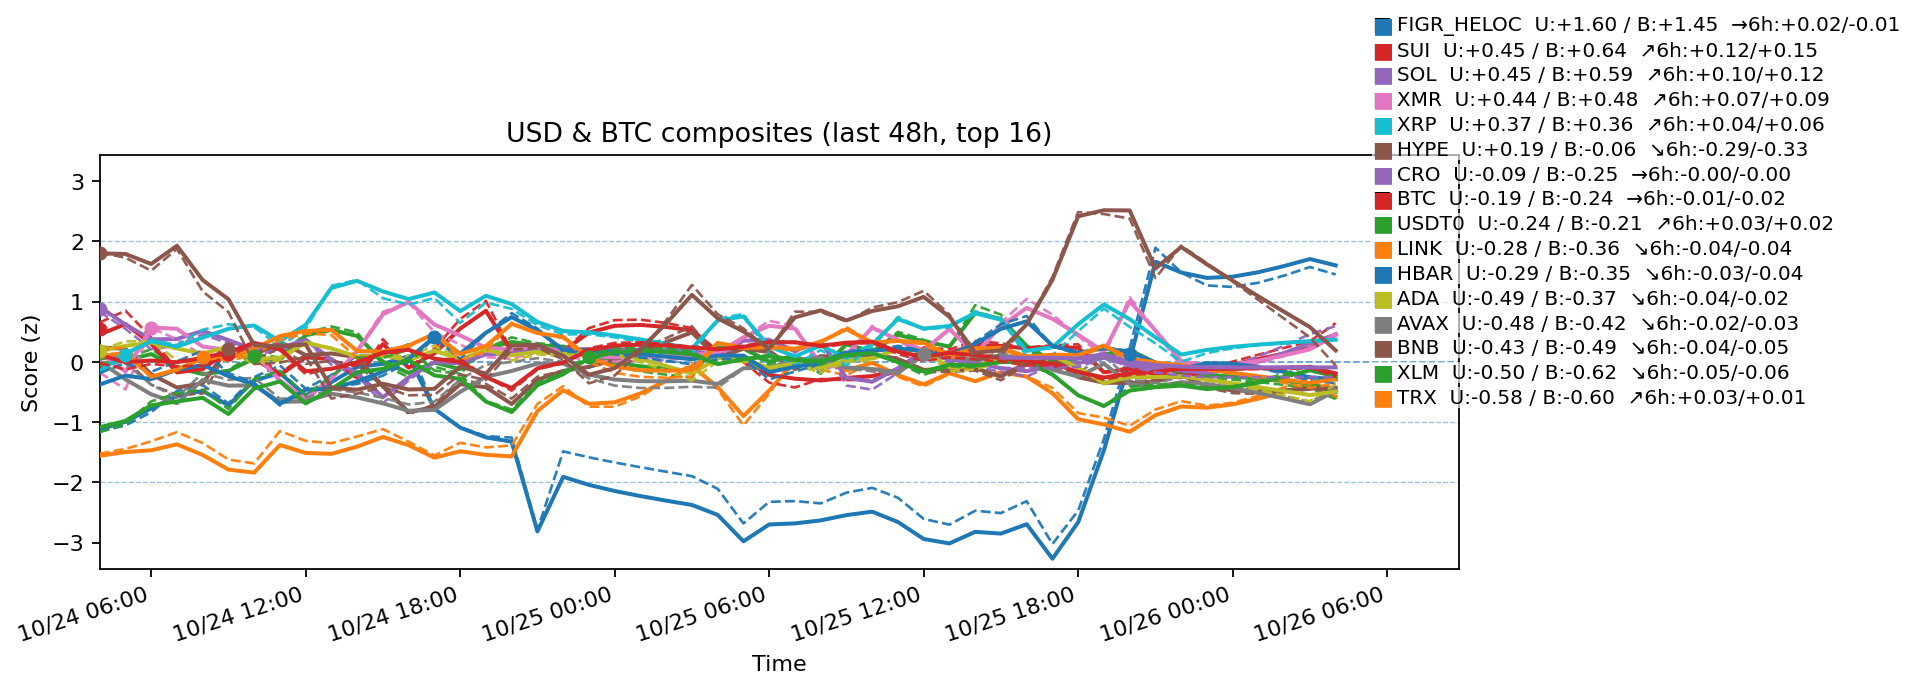 FIGR_HELOC U:+1.60 / B:+1.45 →6h:+0.02/-0.01
SUI U:+0.45 / B:+0.64 ↗6h:+0.12/+0.15
SOL U:+0.45 / B:+0.59 ↗6h:+0.10/+0.12
XMR U:+0.44 / B:+0.48 ↗6h:+0.07/+0.09
XRP U:+0.37 / B:+0.36 ↗6h:+0.04/+0.06
HYPE U:+0.19 / B:-0.06 ↘6h:-0.29/-0.33
CRO U:-0.09 / B:-0.25 →6h:-0.00/-0.00
BTC U:-0.19 / B:-0.24 →6h:-0.01/-0.02
USDT0 U:-0.24 / B:-0.21 ↗6h:+0.03/+0.02
LINK U:-0.28 / B:-0.36 ↘6h:-0.04/-0.04
HBAR U:-0.29 / B:-0.35 ↘6h:-0.03/-0.04
ADA U:-0.49 / B:-0.37 ↘6h:-0.04/-0.02
AVAX U:-0.48 / B:-0.42 ↘6h:-0.02/-0.03
BNB U:-0.43 / B:-0.49 ↘6h:-0.04/-0.05
XLM U:-0.50 / B:-0.62 ↘6h:-0.05/-0.06
TRX U:-0.58 / B:-0.60 ↗6h:+0.03/+0.01
USD & BTC composites (last 48h, top 16)
3
2
1
0
−1
−2
−3
Score (z)
10/24 06:00
10/24 12:00
10/24 18:00
10/25 00:00
10/25 06:00
10/25 12:00
10/25 18:00
10/26 00:00
10/26 06:00
Time